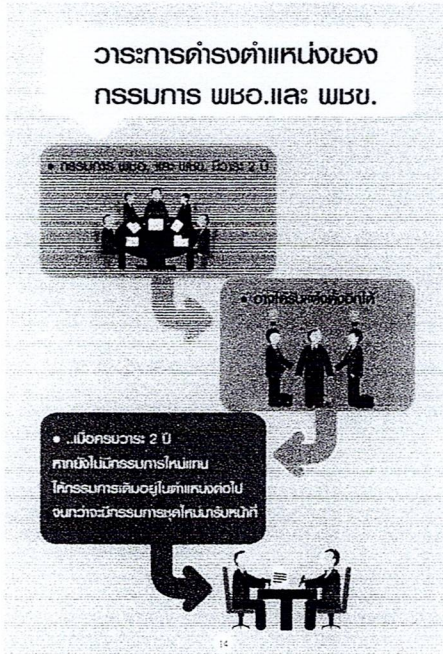 วาระการดำรงตำแหน่งของ
กรรมการ พชอ.และ พชข.
• กรรมการ พชอ. และ พชข. มีวาระ 2 ปี
• อาจได้รับแต่งตั้งอีกได้
• ..เมื่อครบวาระ 2 ปี
หากยังไม่มีกรรมการใหม่แทน
ให้กรรมการเดิมอยู่ในตำแหน่งต่อไป
จนกว่าจะมีกรรมการชุดใหม่มารับหน้าที่